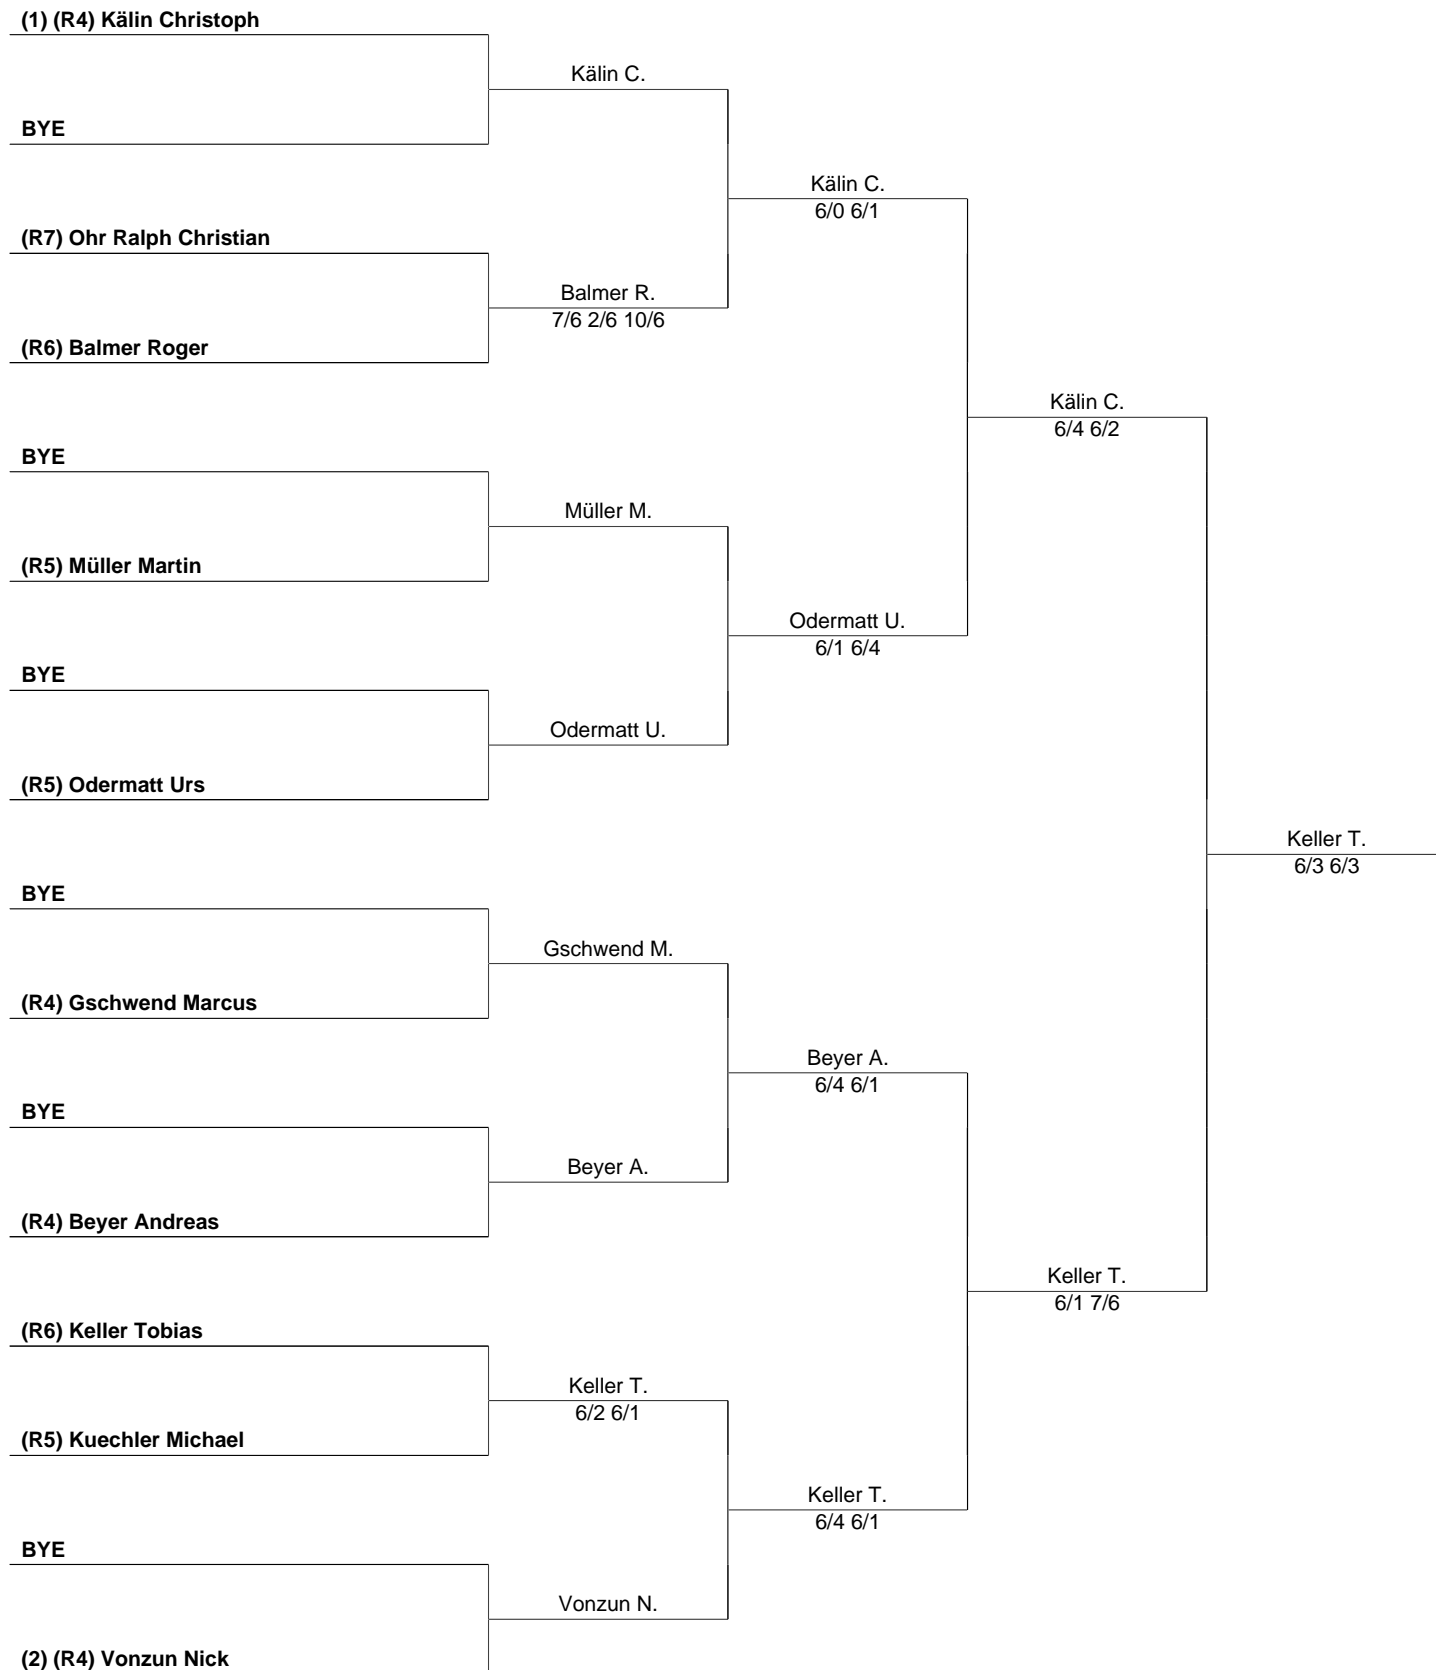 (1) (R4) Kälin Christoph
Kälin C.
BYE
Kälin C.
6/0 6/1
(R7) Ohr Ralph Christian
Balmer R.
7/6 2/6 10/6
(R6) Balmer Roger
Kälin C.
6/4 6/2
BYE
Müller M.
(R5) Müller Martin
Odermatt U.
6/1 6/4
BYE
Odermatt U.
(R5) Odermatt Urs
Keller T.
6/3 6/3
BYE
Gschwend M.
(R4) Gschwend Marcus
Beyer A.
6/4 6/1
BYE
Beyer A.
(R4) Beyer Andreas
Keller T.
6/1 7/6
(R6) Keller Tobias
Keller T.
6/2 6/1
(R5) Kuechler Michael
Keller T.
6/4 6/1
BYE
Vonzun N.
(2) (R4) Vonzun Nick